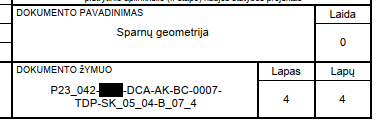 DOKUMENTO PAVADINIMAS
Laida
Sparnų geometrija
0
DOKUMENTO ŽYMUO
Lapas
Lapų
P23_042-
-DCA-AK-BC-0007-
TDP-SK_05_04-B_07_4
4
4